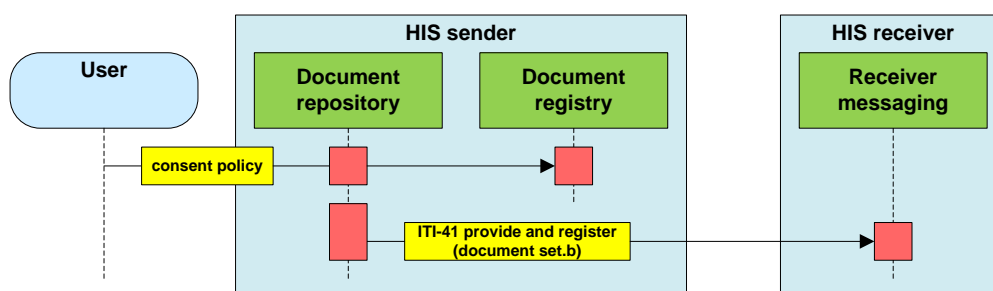 HIS sender
HIS receiver
User
Document
repository
Document
registry
Receiver
messaging
consent policy
ITI-41 provide and register
(document set.b)